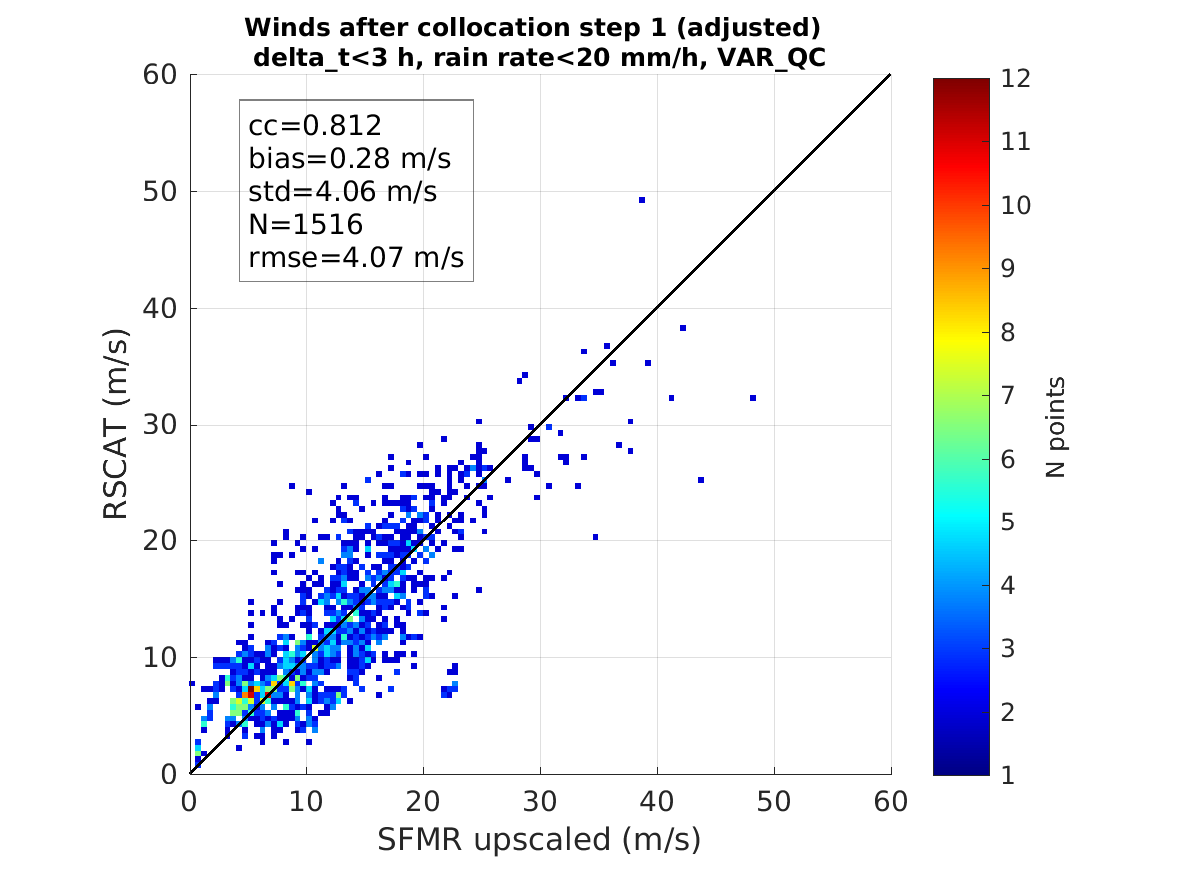 Winds after collocation step 1 (adjusted)
delta_t<3 h, rain rate<20 mm/h, VAR_QC
cc=0.812
bias=0.28 m/s
std=4.06 m/s
N=1516
rmse=4.07 m/s
60
50
40
30
20
10
0
RSCAT (m/s)
0 10 20 30 40 50 60
SFMR upscaled (m/s)
12
11
10
9
8
7
6
5
4
3
2
1
N points